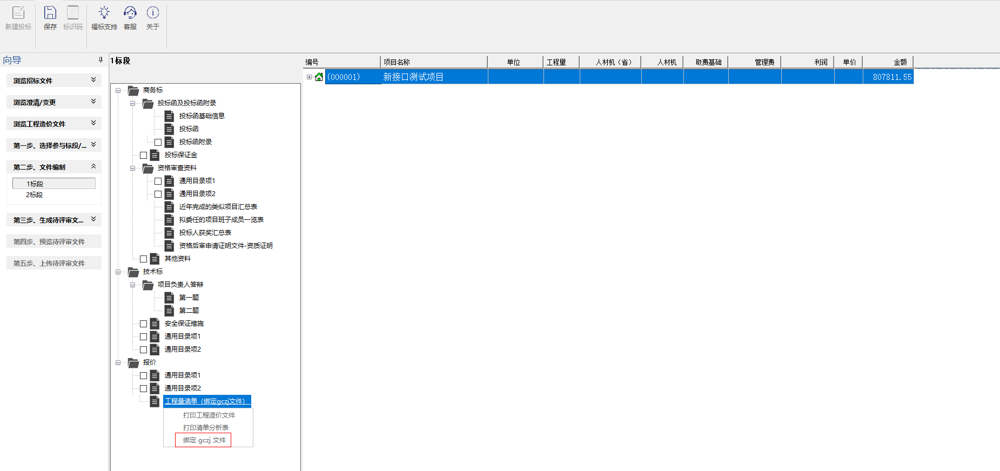 新建投标
保存
标识码
福标支持
客服
关于
向导
浏览招标文件
浏览澄清/变更
浏览工程造价文件
第一步、选择参与标段/...
第二步、文件编制
1标段
2标段
第三步、生成待评审文...
第四步、预览待评审文件
第五步、上传待评审文件
1标段
商务标
投标函及投标函附录
投标函基础信息
投标函
投标函附录
投标保证金
资格审查资料
通用目录项1
通用目录项2
近年完成的类似项目汇总表
拟委任的项目班子成员一览表
投标人获奖汇总表
资格后审申请证明文件-资质证明
其他资料
技术标
项目负责人答辩
第一题
第二题
安全保证措施
通用目录项1
通用目录项2
报价
通用目录项1
通用目录项2
工程量清单（绑定gczj文件）
打印工程造价文件
打印清单分析表
绑定 gczj 文件
编号 项目名称 单位 工程量 人材机（省） 人材机 取费基础 管理费 利润 单价 金额
(000001) 新接口测试项目 807811.55